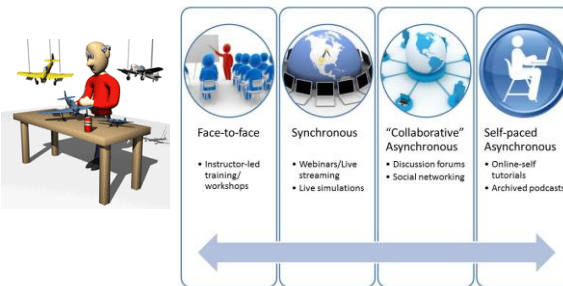 Face-to-face
• Instructor-led
training/
workshops
Synchronous
• Webinars/Live
streaming
• Live simulations
“Collaborative”
Asynchronous
• Discussion forums
• Social networking
Self-paced
Asynchronous
• Online-self
tutorials
• Archived podcasts